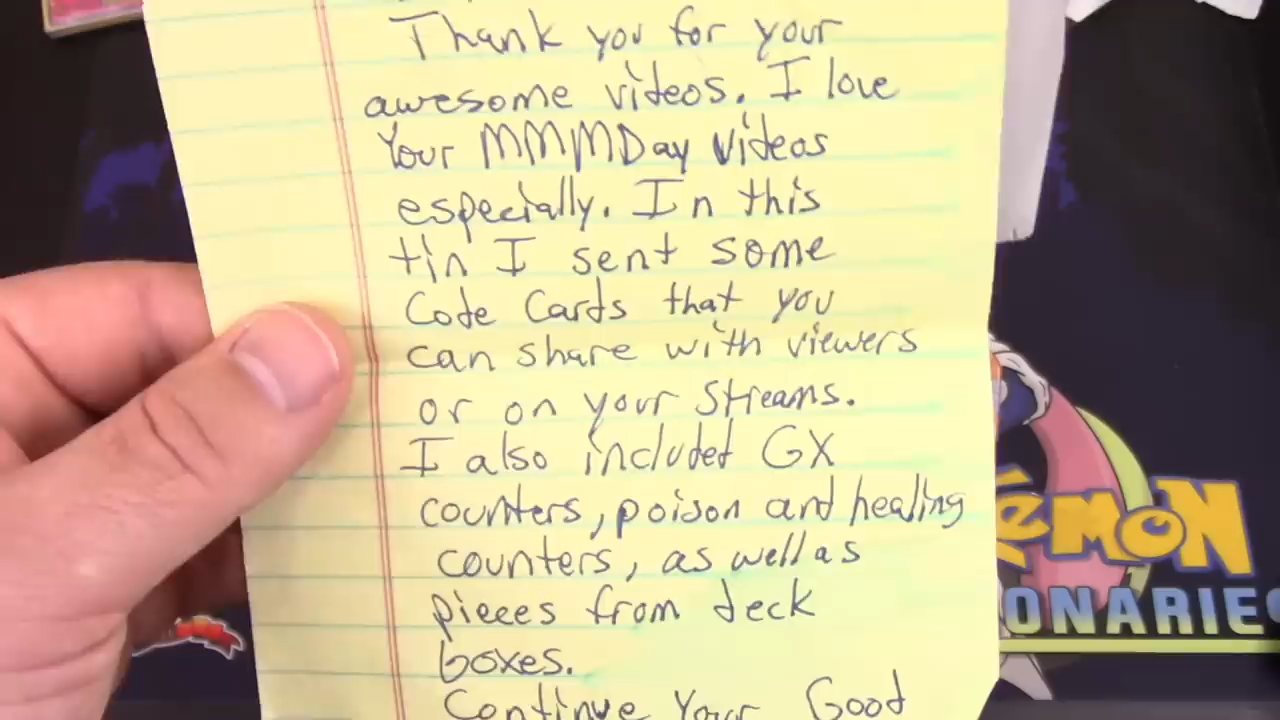 Thank you for your
awesome videos. I love
Your MMMDay Videos
especially. In this
tin I sent some
Code Cards that you
can share with viewers
or on your Streams.
I also included GX
counters, poison and healing
counters, as well as
pieces from deck
boxes.
Continue Your Good
émon
ONARIES